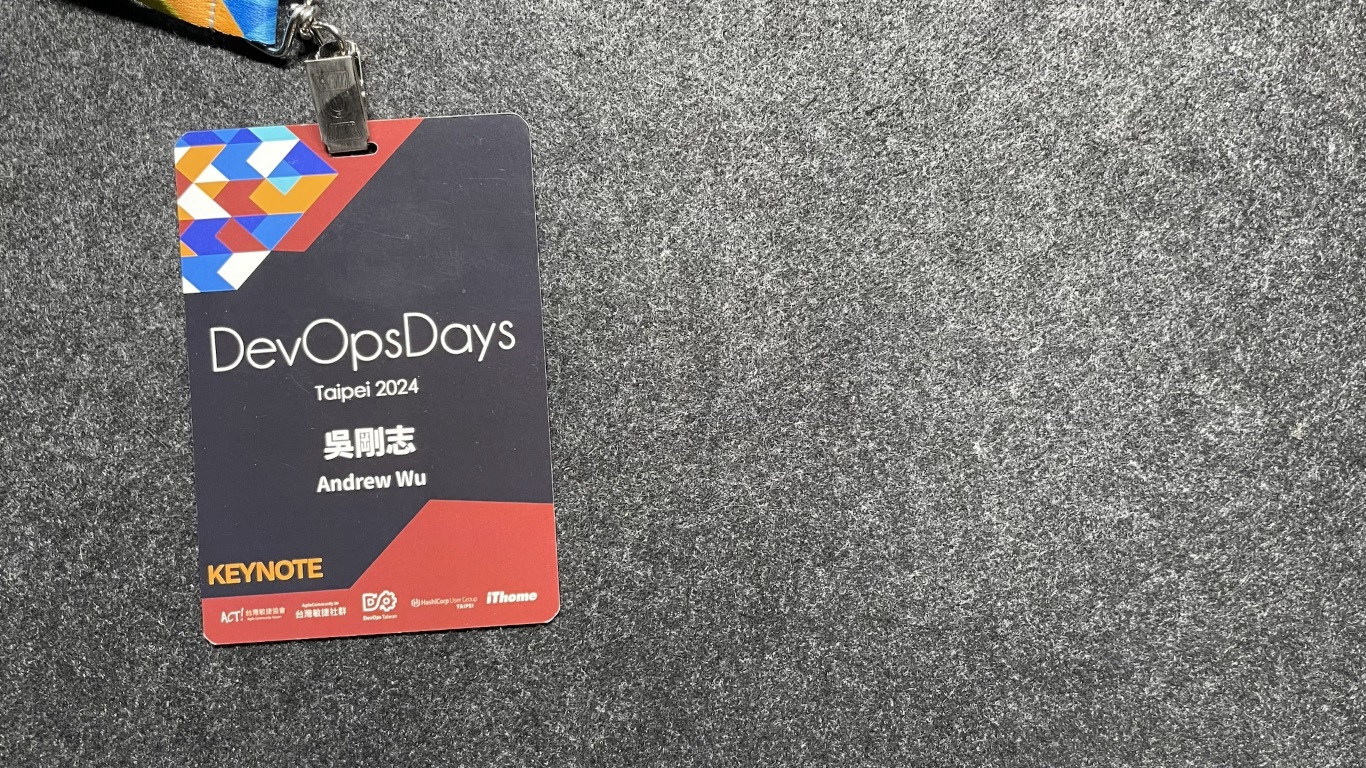 DevOpsDays
Taipei 2024
吳剛志
Andrew Wu
KEYNOTE
ACT! 台灣敏捷協會
台灣敏捷社群
DevOps Taiwan
HashiCorp User Group
TAIPEI
iThome